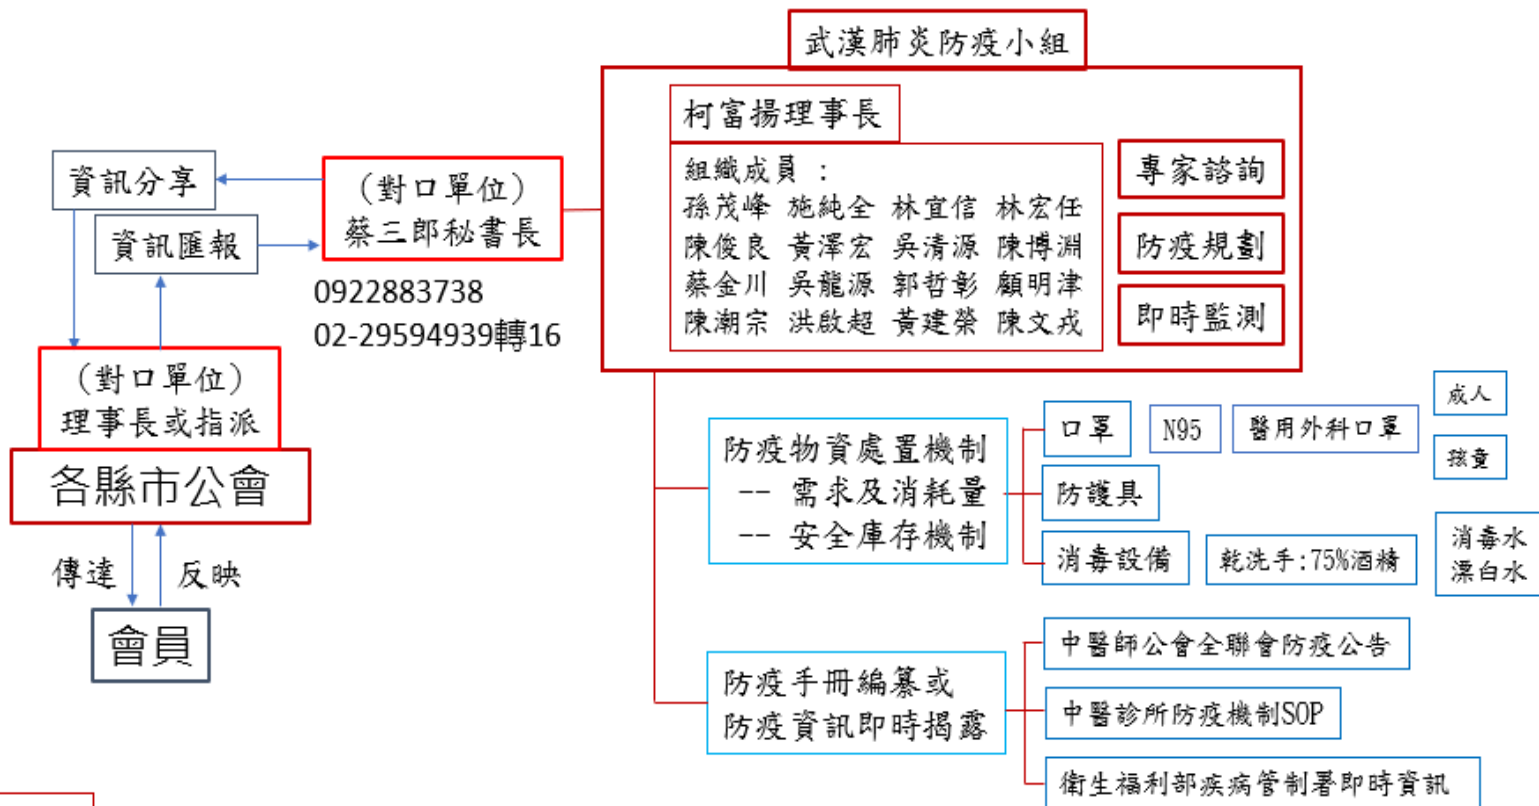 武漢肺炎防疫小組
柯富揚理事長
組織成員：
孫茂峰 施純全 林宜信 林宏任
陳俊良 黃澤宏 吳清源 陳博淵
蔡金川 吳龍源 郭哲彰 顧明津
陳潮宗 洪啟超 黃建榮 陳文戎
專家諮詢
防疫規劃
即時監測
資訊分享
資訊匯報
(對口單位)
蔡三郎秘書長
0922883738
02-29594939轉16
(對口單位)
理事長或指派
各縣市公會
傳達
反映
會員
防疫物資處置機制
-- 需求及消耗量
-- 安全庫存機制
口罩
N95
醫用外科口罩
成人
孩童
防護具
消毒設備
乾洗手:75%酒精
消毒水
漂白水
防疫手冊編纂或
防疫資訊即時揭露
中醫師公會全聯會防疫公告
中醫診所防疫機制SOP
衛生福利部疾病管制署即時資訊